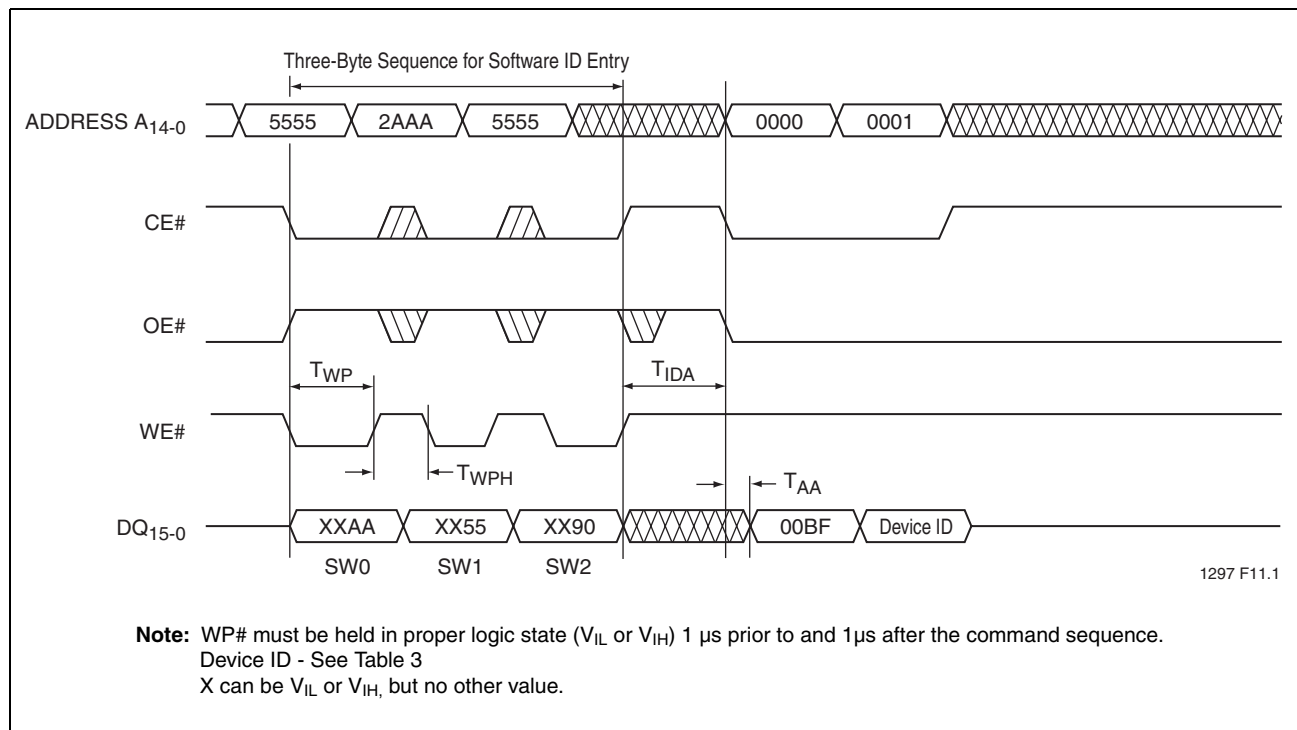 Three-Byte Sequence for Software ID Entry
ADDRESS A14-0
5555 2AAA 5555 0000 0001
CE#
OE#
TWP TIDA
WE#
TWPH TAA
DQ15-0
XXAA XX55 XX90 00BF Device ID
SW0 SW1 SW2
1297 F11.1
Note: WP# must be held in proper logic state (VIL or VIH) 1 µs prior to and 1µs after the command sequence.
Device ID - See Table 3
X can be VIL or VIH, but no other value.